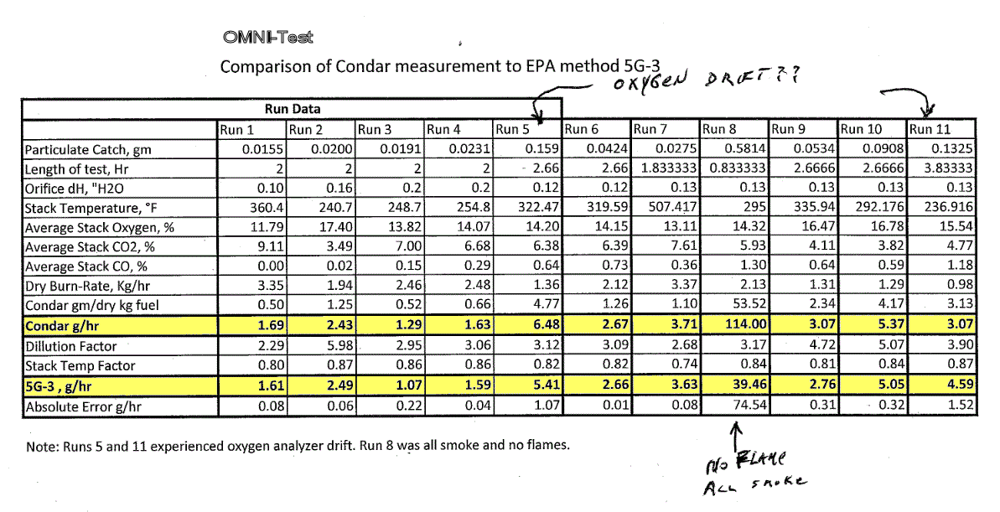 OMNI-Test
Comparison of Condar measurement to EPA method 5G-3
OXYGEN DRIFT??
Run Data
Run 1 Run 2 Run 3 Run 4 Run 5 Run 6 Run 7 Run 8 Run 9 Run 10 Run 11
Particulate Catch, gm 0.0155 0.0200 0.0191 0.0231 0.159 0.0424 0.0275 0.5814 0.0534 0.0908 0.1325
Length of test, Hr 2 2 2 2 2.66 2.66 1.833333 0.833333 2.6666 2.6666 3.83333
Orifice dH, "H2O 0.10 0.16 0.2 0.2 0.12 0.12 0.13 0.13 0.13 0.13 0.13
Stack Temperature, °F 360.4 240.7 248.7 254.8 322.47 319.59 507.417 295 335.94 292.176 236.916
Average Stack Oxygen, % 11.79 17.40 13.82 14.07 14.20 14.15 13.11 14.32 16.47 16.78 15.54
Average Stack CO2, % 9.11 3.49 7.00 6.68 6.38 6.39 7.61 5.93 4.11 3.82 4.77
Average Stack CO, % 0.00 0.02 0.15 0.29 0.64 0.73 0.36 1.30 0.64 0.59 1.18
Dry Burn-Rate, Kg/hr 3.35 1.94 2.46 2.48 1.36 2.12 3.37 2.13 1.31 1.29 0.98
Condar gm/dry kg fuel 0.50 1.25 0.52 0.66 4.77 1.26 1.10 53.52 2.34 4.17 3.13
Condar g/hr 1.69 2.43 1.29 1.63 6.48 2.67 3.71 114.00 3.07 5.37 3.07
Dillution Factor 2.29 5.98 2.95 3.06 3.12 3.09 2.68 3.17 4.72 5.07 3.90
Stack Temp Factor 0.80 0.87 0.86 0.86 0.82 0.82 0.74 0.84 0.81 0.84 0.87
5G-3 , g/hr 1.61 2.49 1.07 1.59 5.41 2.66 3.63 39.46 2.76 5.05 4.59
Absolute Error g/hr 0.08 0.06 0.22 0.04 1.07 0.01 0.08 74.54 0.31 0.32 1.52
Note: Runs 5 and 11 experienced oxygen analyzer drift. Run 8 was all smoke and no flames.
NO FLAME
ALL SMOKE